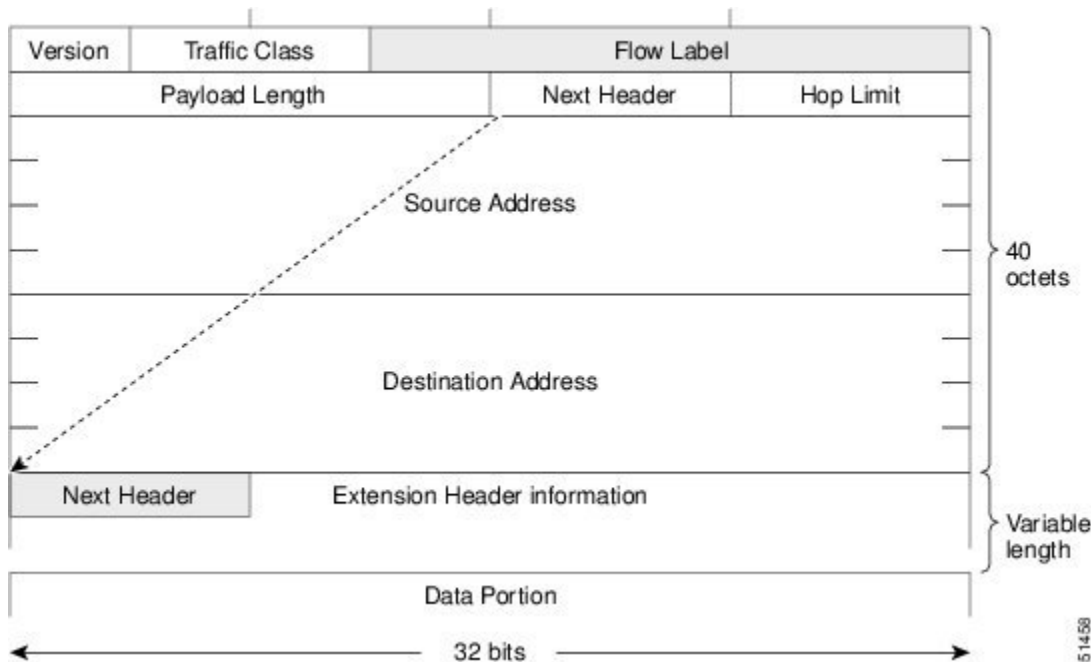 Version Traffic Class Flow Label
Payload Length Next Header Hop Limit
Source Address
40
octets
Destination Address
Next Header Extension Header information
Variable
length
Data Portion
32 bits
51458